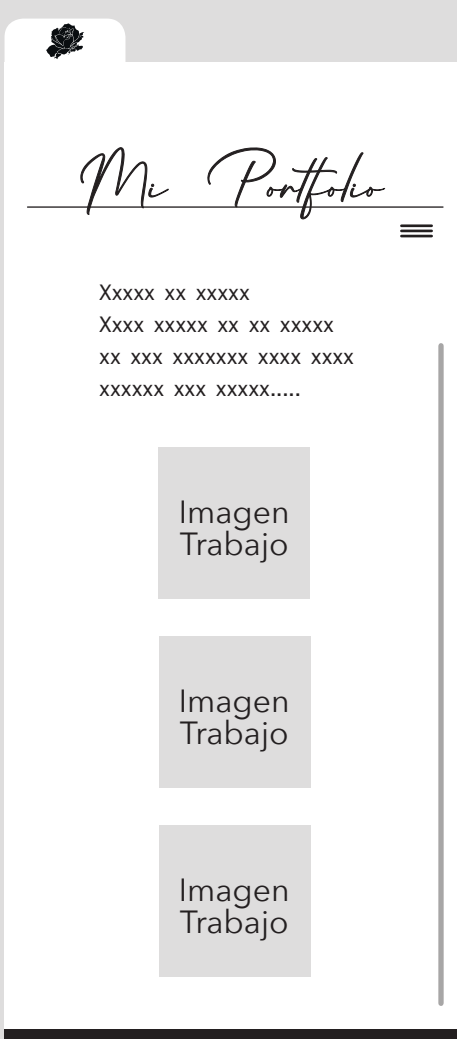 Mi Portfolio
Xxxxx xx xxxxx
Xxxx xxxxx xx xx xxxxx
xx xxx xxxxxxx xxxx xxxx
xxxxxx xxx xxxxx.....
Imagen
Trabajo
Imagen
Trabajo
Imagen
Trabajo